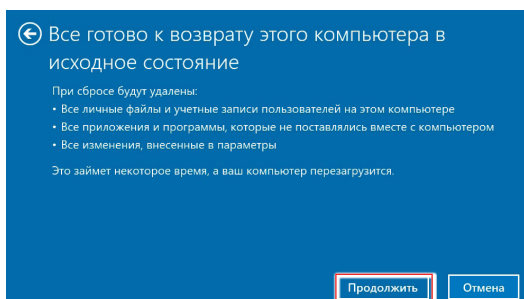 Все готово к возврату этого компьютера в
исходное состояние
При сбросе будут удалены:
• Все личные файлы и учетные записи пользователей на этом компьютере
• Все приложения и программы, которые не поставлялись вместе с компьютером
• Все изменения, внесенные в параметры
Это займет некоторое время, а ваш компьютер перезагрузится.
Продолжить Отмена